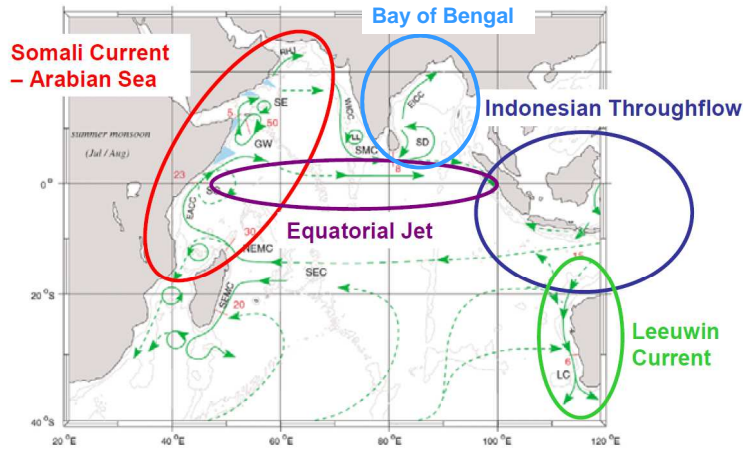 Bay of Bengal
Somali Current
– Arabian Sea
Indonesian Throughflow
summer monsoon
(Jul / Aug)
Equatorial Jet
Leeuwin
Current
RHJ
SE
5
50
GW
WICC
EICC
LL
SMC
SD
8
23
0°
EACC
30
NEMC
SEC
15
SEMC
20
20°S
6
LC
40°S
20°E
40°E
60°E
80°E
100°E
120°E